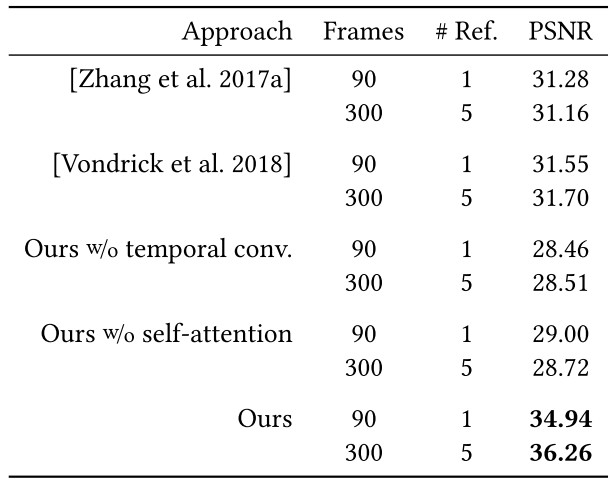 Approach Frames # Ref. PSNR
[Zhang et al. 2017a] 90 1 31.28
300 5 31.16
[Vondrick et al. 2018] 90 1 31.55
300 5 31.70
Ours w/o temporal conv. 90 1 28.46
300 5 28.51
Ours w/o self-attention 90 1 29.00
300 5 28.72
Ours 90 1 34.94
300 5 36.26